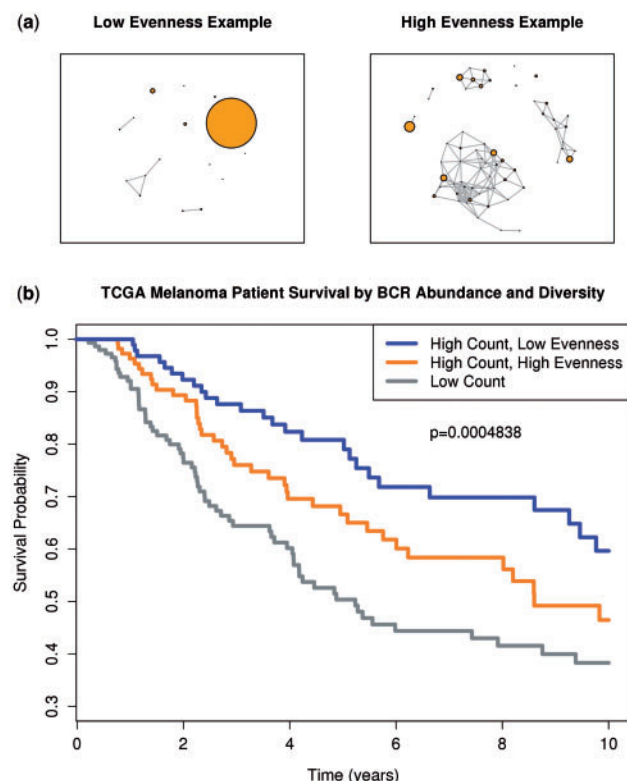 (a)
Low Evenness Example
High Evenness Example
(b)
TCGA Melanoma Patient Survival by BCR Abundance and Diversity
High Count, Low Evenness
High Count, High Evenness
Low Count
p=0.0004838
Survival Probability
1.0
0.9
0.8
0.7
0.6
0.5
0.4
0.3
0
2
4
6
8
10
Time (years)